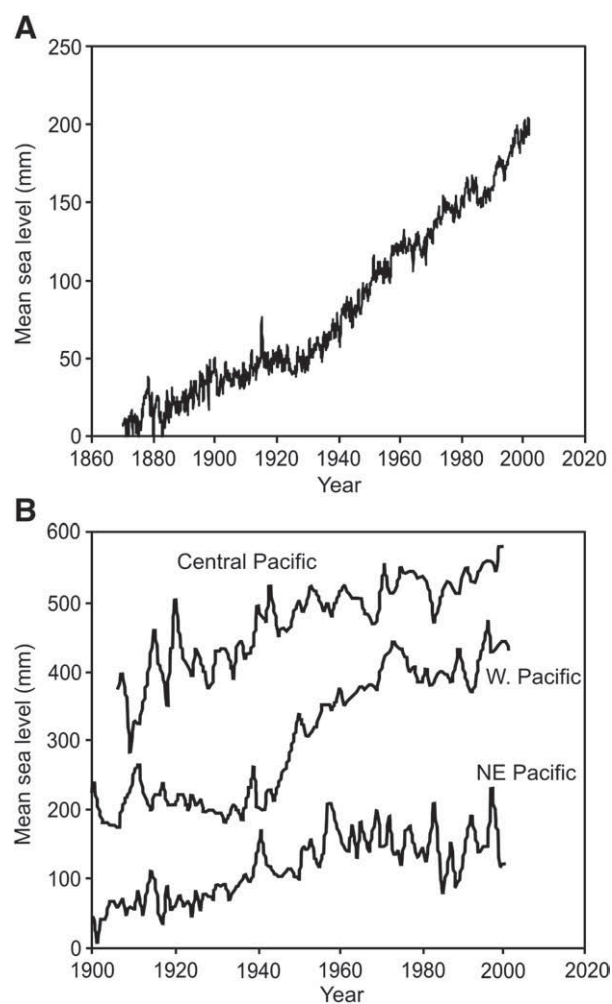 A
250
200
150
100
50
0
Mean sea level (mm)
1860 1880 1900 1920 1940 1960 1980 2000 2020
Year
B
600
500
400
300
200
100
0
Mean sea level (mm)
Central Pacific
W. Pacific
NE Pacific
1900 1920 1940 1960 1980 2000 2020
Year